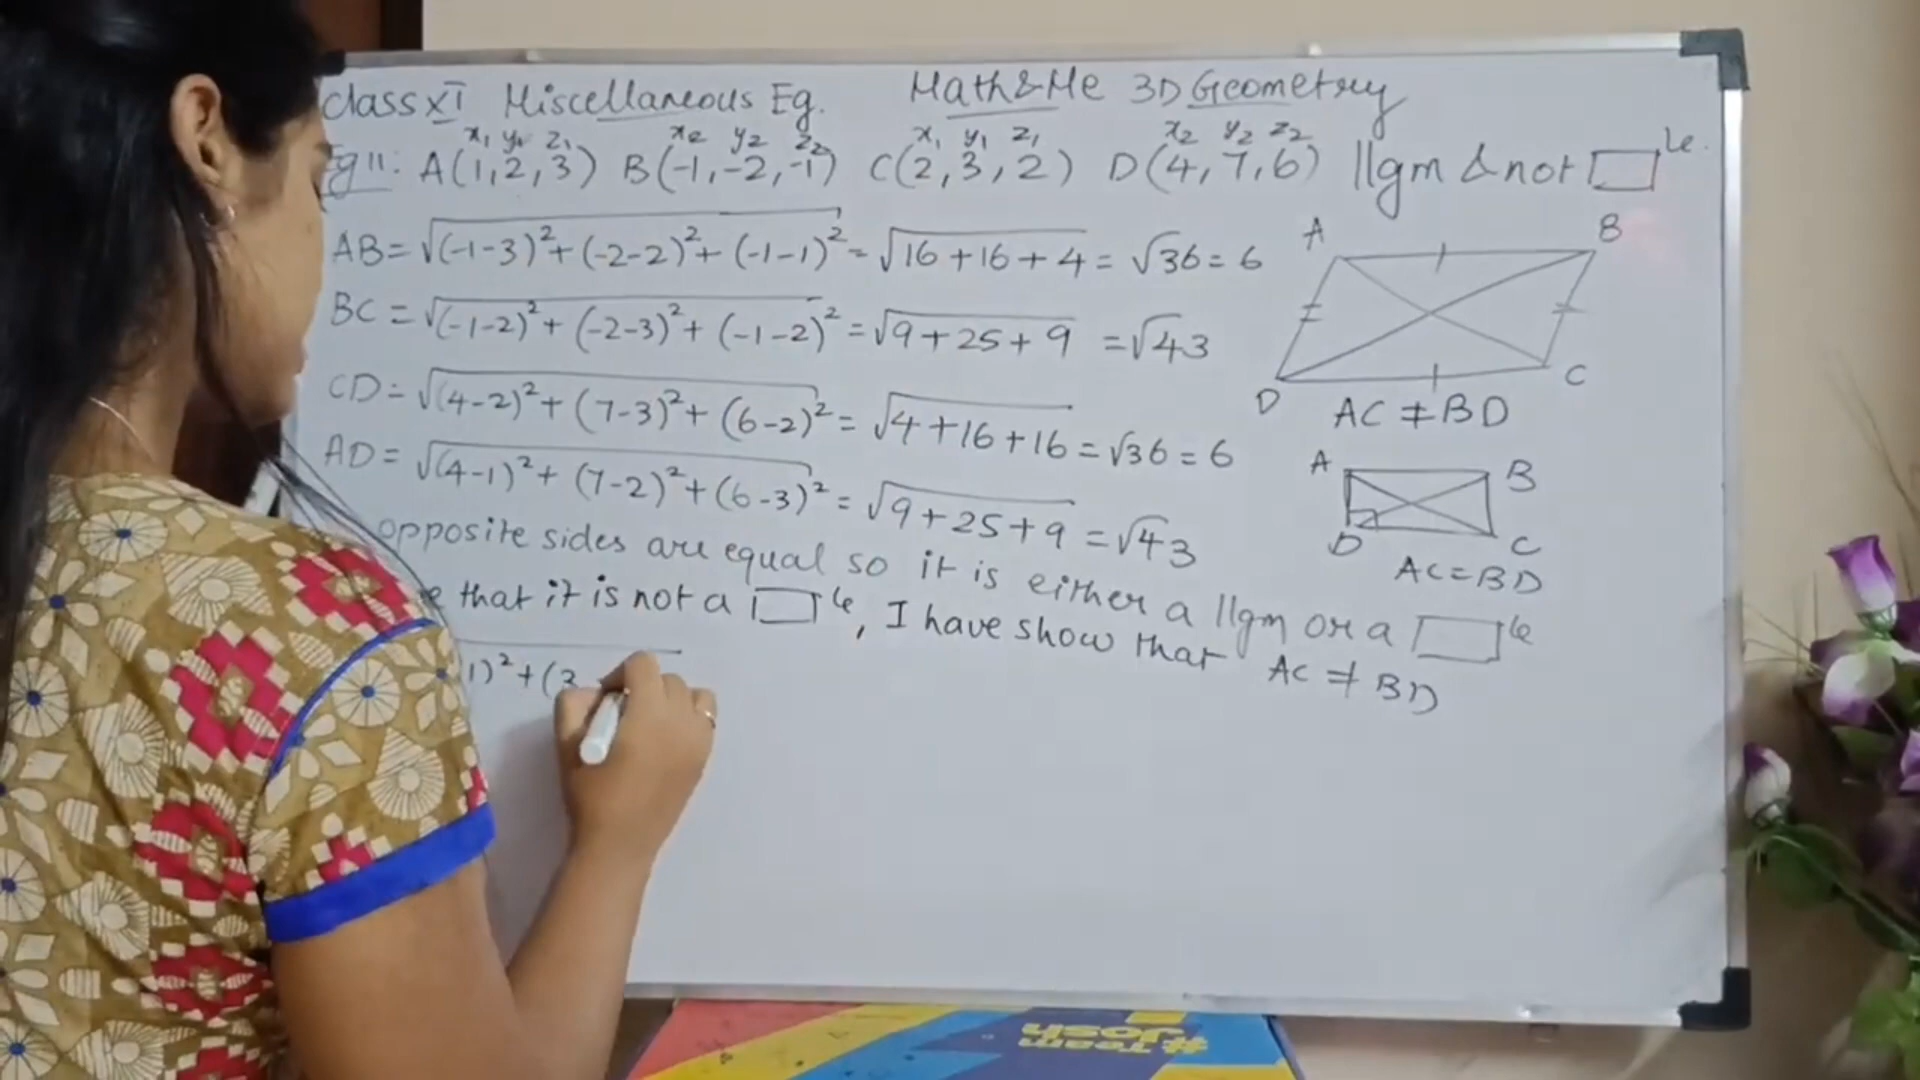 Class XI Miscellaneous Eg. Math&Me 3D Geometry
x₁ y₁ z₁ x₂ y₂ z₂ x₁ y₁ z₁ x₂ y₂ z₂
Eg 11: A(1,2,3) B(-1,-2,-1) C(2,3,2) D(4,7,6) ||gm & not ▭le.
AB=√(-1-3)²+(-2-2)²+(-1-1)²=√16+16+4=√36=6
BC=√(-1-2)²+(-2-3)²+(-1-2)²=√9+25+9=√43
CD=√(4-2)²+(7-3)²+(6-2)²=√4+16+16=√36=6
AD=√(4-1)²+(7-2)²+(6-3)²=√9+25+9=√43
opposite sides are equal so it is either a ||gm or a ▭le
that it is not a ▭le, I have show that AC≠BD
1)²+(3
A B
D C
AC≠BD
A B
D C
AC=BD
#Team
Josh